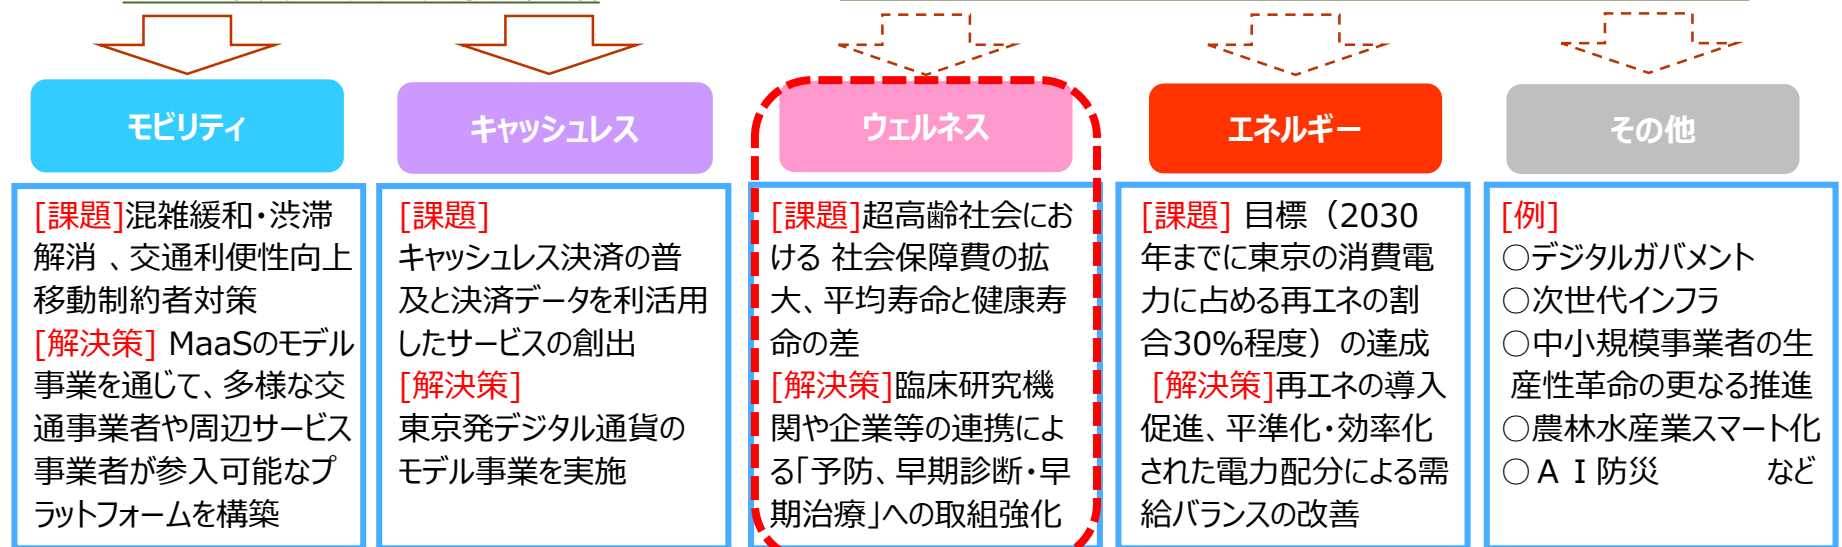 モビリティ
[課題]混雑緩和・渋滞
解消 、交通利便性向上
移動制約者対策
[解決策] MaaSのモデル
事業を通じて、多様な交
通事業者や周辺サービス
事業者が参入可能なプ
ラットフォームを構築
キャッシュレス
[課題]
キャッシュレス決済の普
及と決済データを利活用
したサービスの創出
[解決策]
東京発デジタル通貨の
モデル事業を実施
ウェルネス
[課題]超高齢社会にお
ける 社会保障費の拡
大、平均寿命と健康寿
命の差
[解決策]臨床研究機
関や企業等の連携によ
る「予防、早期診断・早
期治療」への取組強化
エネルギー
[課題] 目標（2030
年までに東京の消費電
力に占める再エネの割
合30%程度）の達成
[解決策]再エネの導入
促進、平準化・効率化
された電力配分による需
給バランスの改善
その他
[例]
○デジタルガバメント
○次世代インフラ
○中小規模事業者の生
産性革命の更なる推進
○農林水産業スマート化
○ＡＩ防災 など